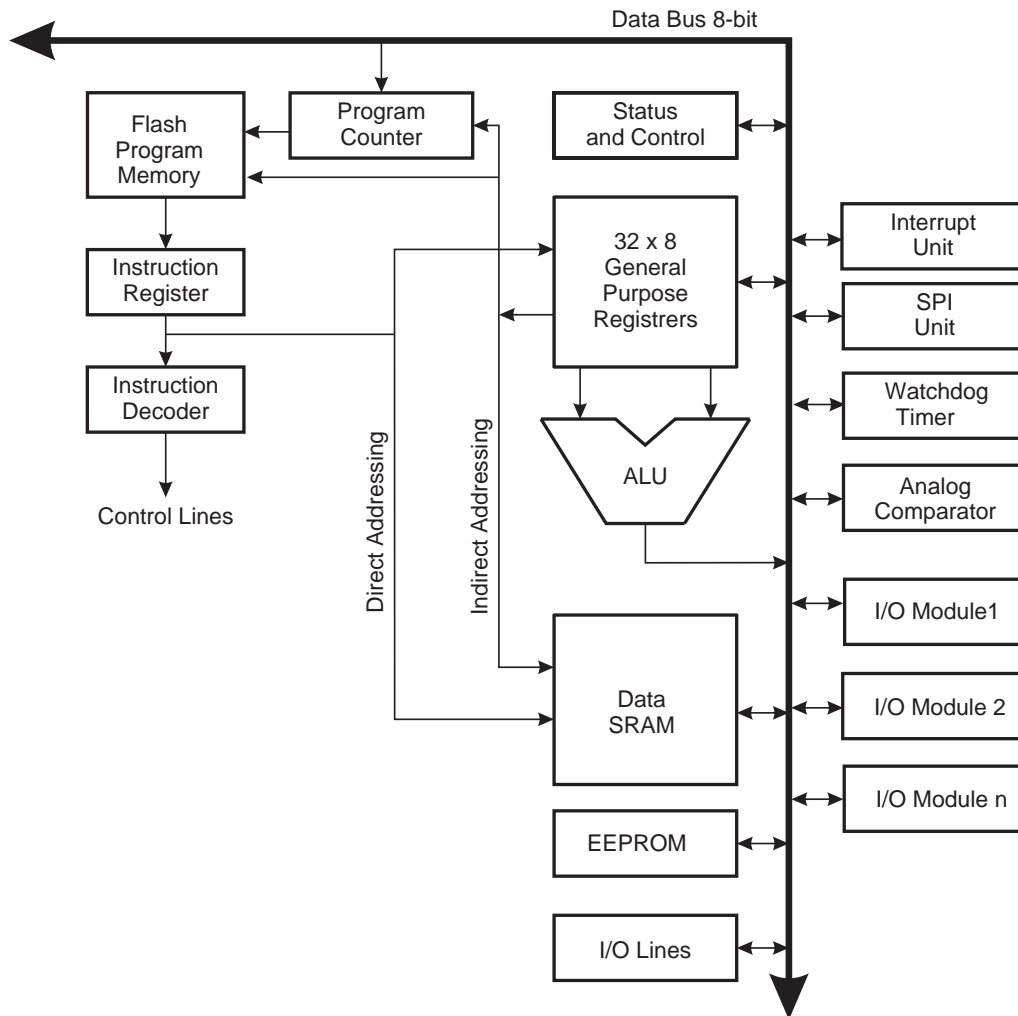 Data Bus 8-bit
Flash
Program
Memory
Program
Counter
Status
and Control
32 x 8
General
Purpose
Registrers
Interrupt
Unit
Instruction
Register
SPI
Unit
Instruction
Decoder
Watchdog
Timer
Direct Addressing
Indirect Addressing
ALU
Analog
Comparator
Control Lines
I/O Module1
Data
SRAM
I/O Module 2
I/O Module n
EEPROM
I/O Lines